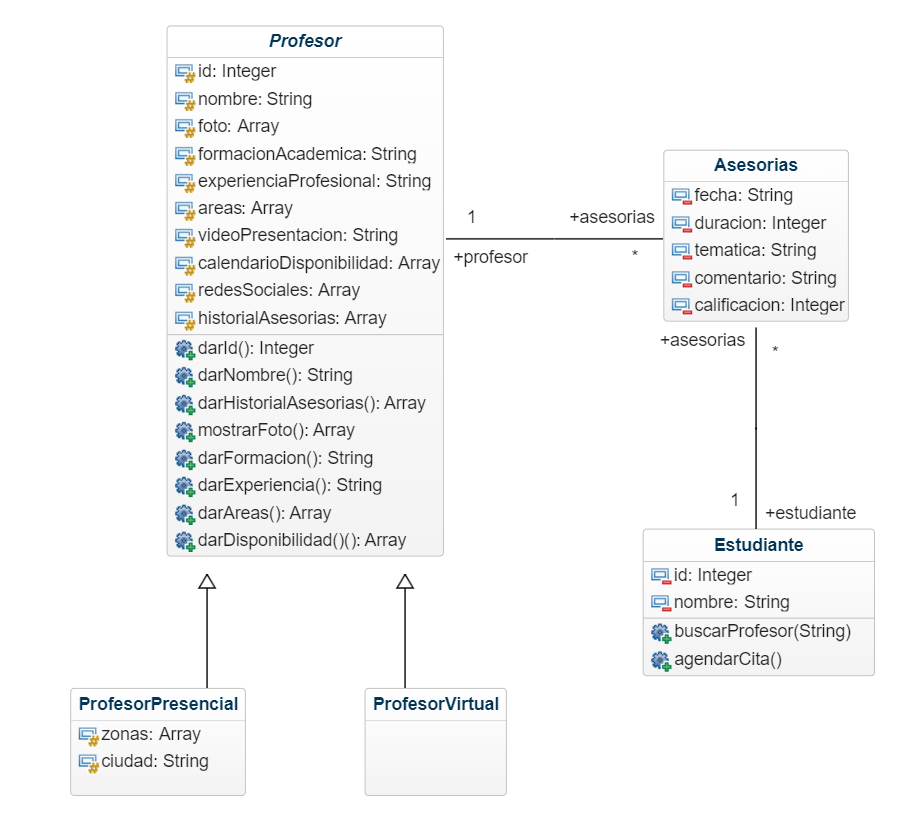 Profesor
id: Integer
nombre: String
foto: Array
formacionAcademica: String
experienciaProfesional: String
areas: Array
videoPresentacion: String
calendarioDisponibilidad: Array
redesSociales: Array
historialAsesorias: Array
darId(): Integer
darNombre(): String
darHistorialAsesorias(): Array
mostrarFoto(): Array
darFormacion(): String
darExperiencia(): String
darAreas(): Array
darDisponibilidad()(): Array
1
+profesor
+asesorias
*
Asesorias
fecha: String
duracion: Integer
tematica: String
comentario: String
calificacion: Integer
+asesorias
*
1
+estudiante
Estudiante
id: Integer
nombre: String
buscarProfesor(String)
agendarCita()
ProfesorPresencial
zonas: Array
ciudad: String
ProfesorVirtual